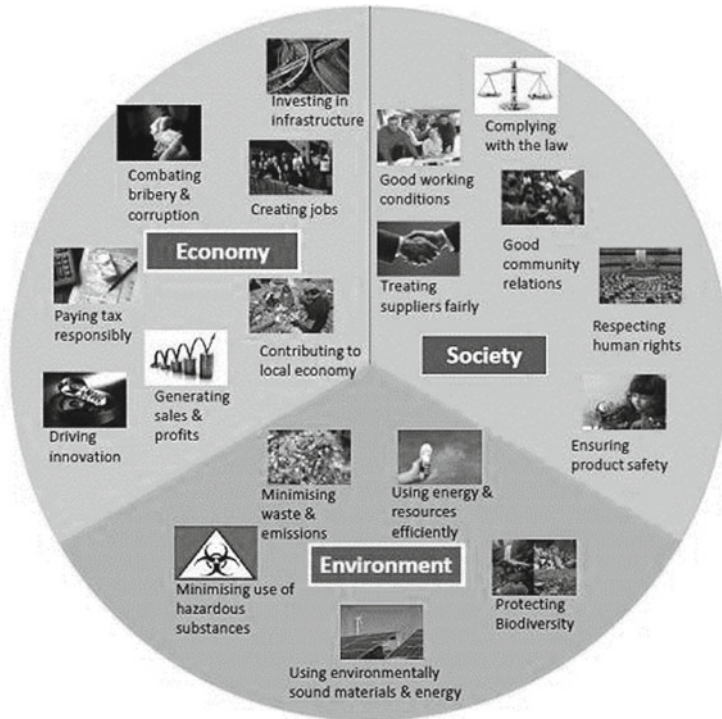 Investing in
infrastructure
Combating
bribery &
corruption
Creating jobs
Economy
Paying tax
responsibly
Contributing to
local economy
Generating
sales &
profits
Driving
innovation
Complying
with the law
Good working
conditions
Good
community
relations
Treating
suppliers fairly
Respecting
human rights
Society
Ensuring
product safety
Minimising
waste &
emissions
Using energy &
resources
efficiently
Environment
Minimising use of
hazardous
substances
Protecting
Biodiversity
Using environmentally
sound materials & energy